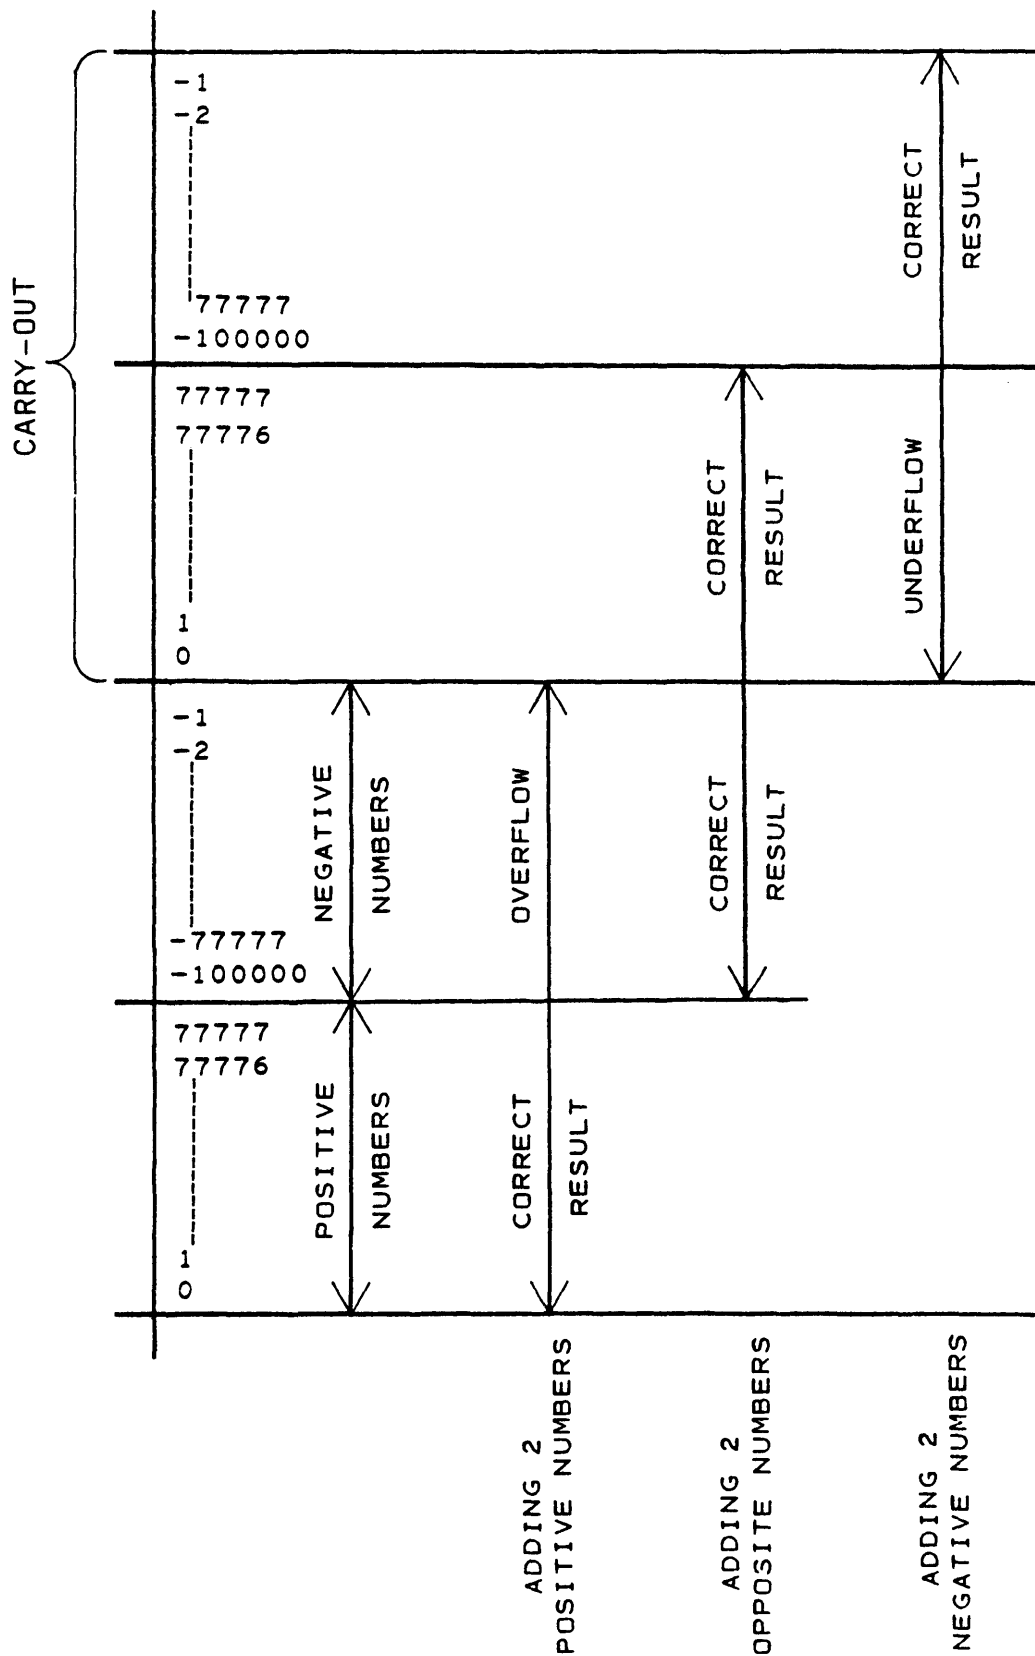 CARRY-OUT
-1
-2
77777
-100000
77777
77776
1
0
-1
-2
-77777
-100000
77777
77776
1
0
POSITIVE
NUMBERS
NEGATIVE
NUMBERS
ADDING 2
POSITIVE NUMBERS
CORRECT
RESULT
OVERFLOW
ADDING 2
OPPOSITE NUMBERS
CORRECT
RESULT
CORRECT
RESULT
ADDING 2
NEGATIVE NUMBERS
UNDERFLOW
CORRECT
RESULT